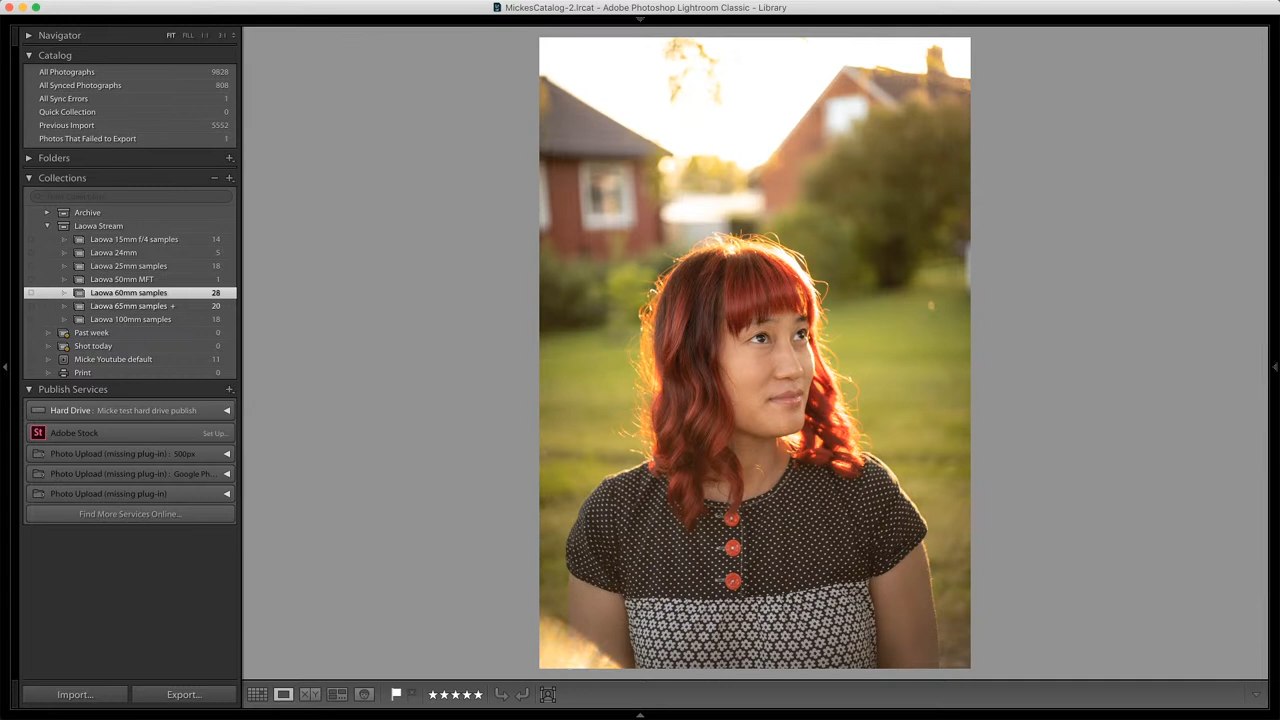 MickesCatalog-2.lrcat - Adobe Photoshop Lightroom Classic - Library
Navigator FIT FILL 1:1 3:1
Catalog
All Photographs 9828
All Synced Photographs 808
All Sync Errors 1
Quick Collection 0
Previous Import 5552
Photos That Failed to Export 1
Folders
Collections
Archive
Laowa Stream
Laowa 15mm f/4 samples 14
Laowa 24mm 5
Laowa 25mm samples 18
Laowa 50mm MFT 1
Laowa 60mm samples 28
Laowa 65mm samples + 20
Laowa 100mm samples 18
Past week 0
Shot today 0
Micke Youtube default 11
Print 0
Publish Services
Hard Drive : Micke test hard drive publish
St Adobe Stock Set Up...
Photo Upload (missing plug-in) : 500px
Photo Upload (missing plug-in) : Google Ph...
Photo Upload (missing plug-in)
Find More Services Online...
Import... Export... X Y